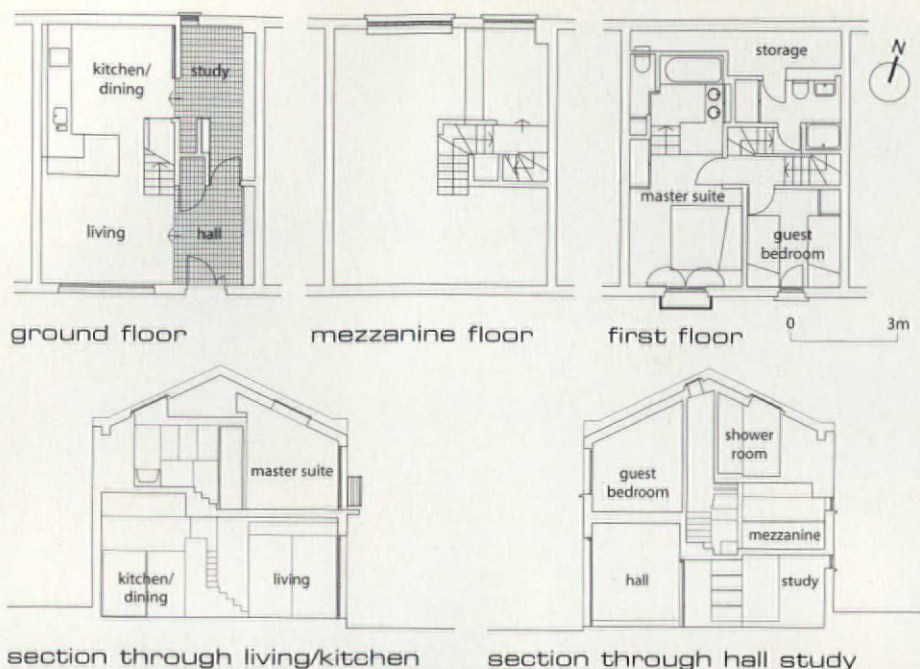 kitchen/
dining
study
living
hall
ground floor
mezzanine floor
storage
master suite
guest
bedroom
first floor
N
0 3m
master suite
kitchen/
dining
living
section through living/kitchen
guest
bedroom
shower
room
mezzanine
hall
study
section through hall study